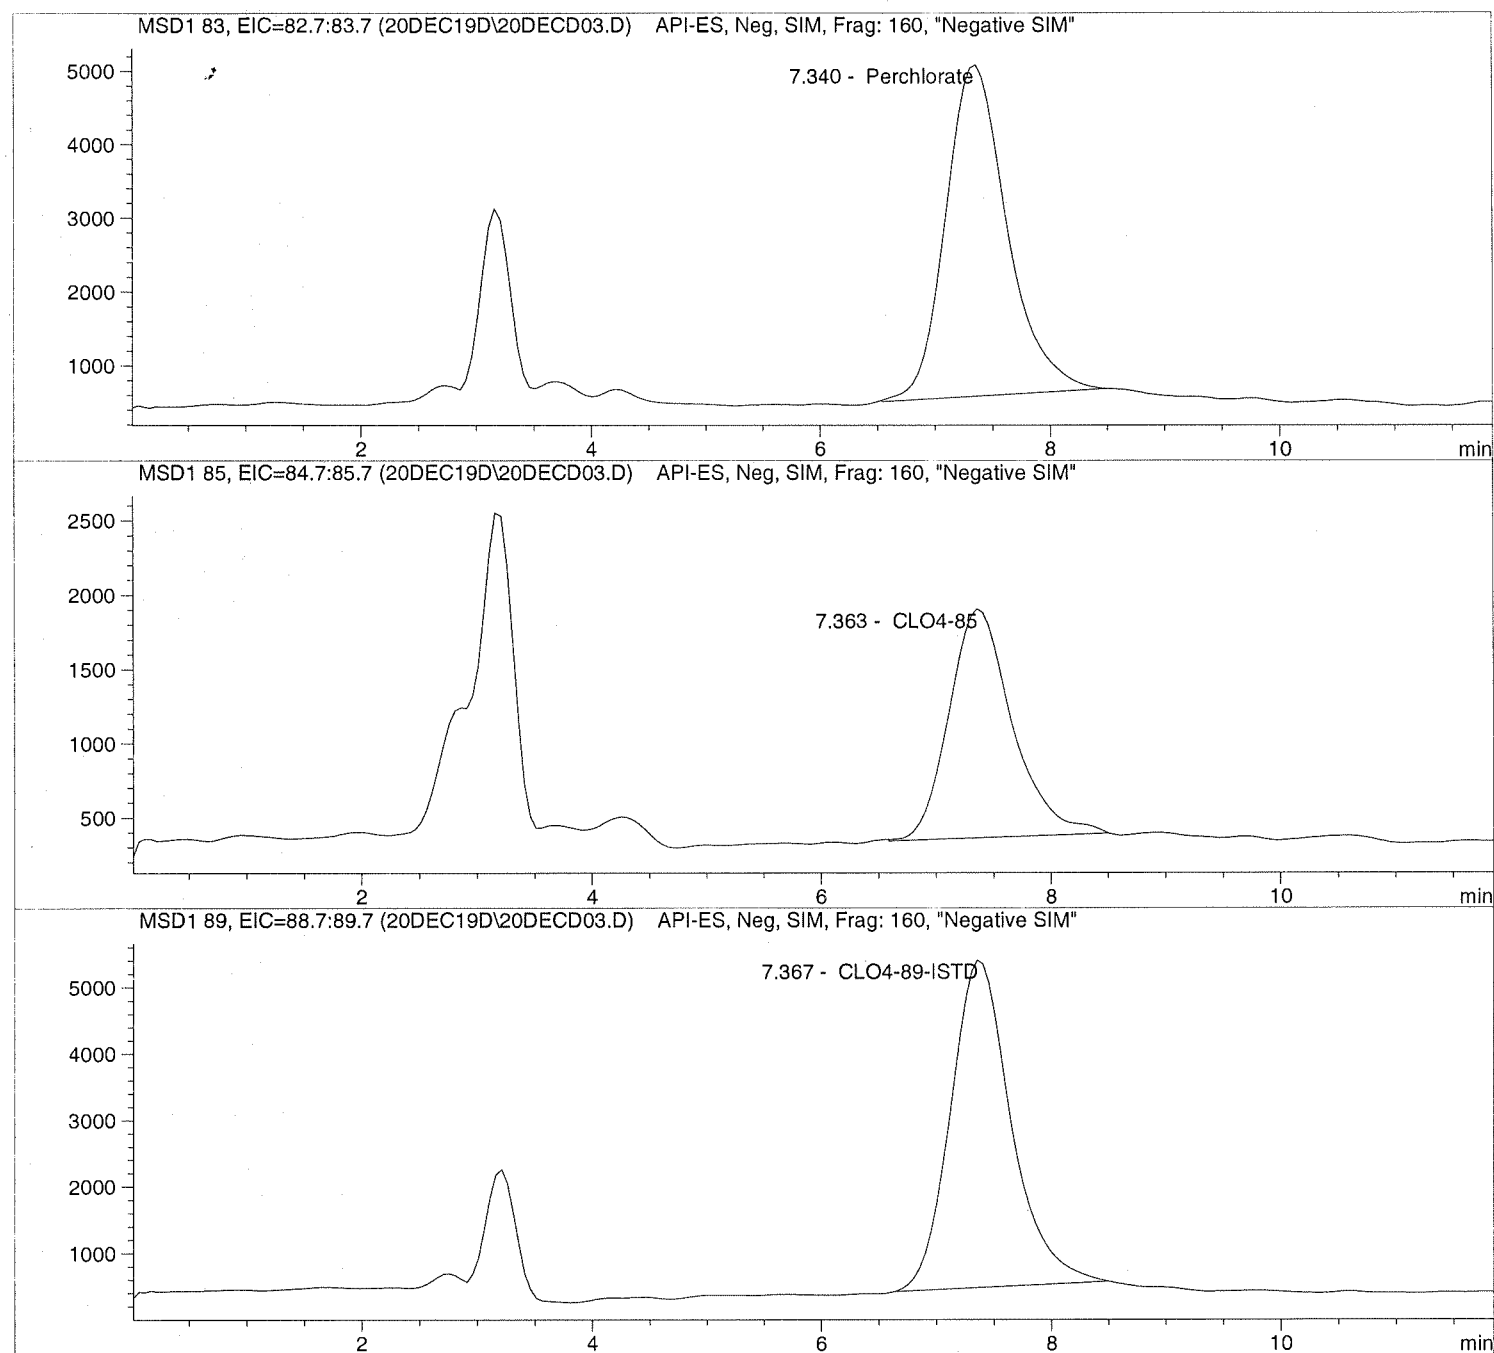 MSD1 83, EIC=82.7:83.7 (20DEC19D\20DECD03.D) API-ES, Neg, SIM, Frag: 160, "Negative SIM"
5000
7.340 - Perchlorate
4000
3000
2000
1000
2 4 6 8 10 min
MSD1 85, EIC=84.7:85.7 (20DEC19D\20DECD03.D) API-ES, Neg, SIM, Frag: 160, "Negative SIM"
2500
2000
7.363 - CLO4-85
1500
1000
500
2 4 6 8 10 min
MSD1 89, EIC=88.7:89.7 (20DEC19D\20DECD03.D) API-ES, Neg, SIM, Frag: 160, "Negative SIM"
7.367 - CLO4-89-ISTD
5000
4000
3000
2000
1000
2 4 6 8 10 min